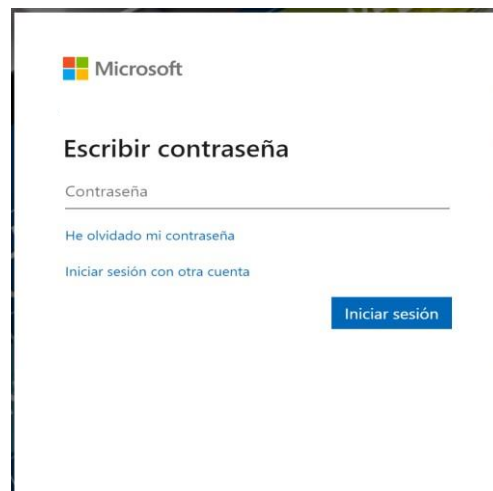 Microsoft
Escribir contraseña
Contraseña
He olvidado mi contraseña
Iniciar sesión con otra cuenta
Iniciar sesión